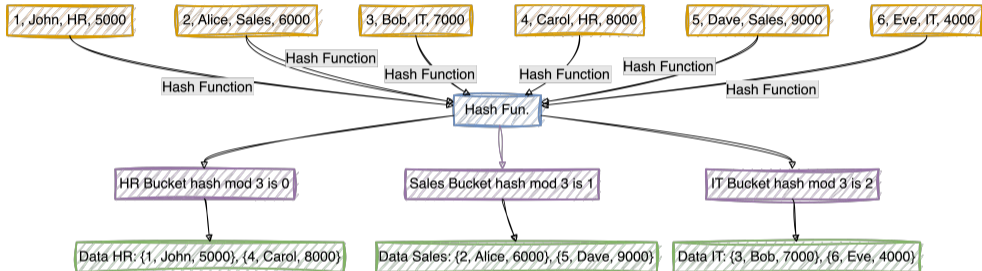 1, John, HR, 5000
2, Alice, Sales, 6000
3, Bob, IT, 7000
4, Carol, HR, 8000
5, Dave, Sales, 9000
6, Eve, IT, 4000
Hash Function
Hash Function
Hash Function
Hash Function
Hash Function
Hash Function
Hash Fun.
HR Bucket hash mod 3 is 0
Sales Bucket hash mod 3 is 1
IT Bucket hash mod 3 is 2
Data HR: {1, John, 5000}, {4, Carol, 8000}
Data Sales: {2, Alice, 6000}, {5, Dave, 9000}
Data IT: {3, Bob, 7000}, {6, Eve, 4000}